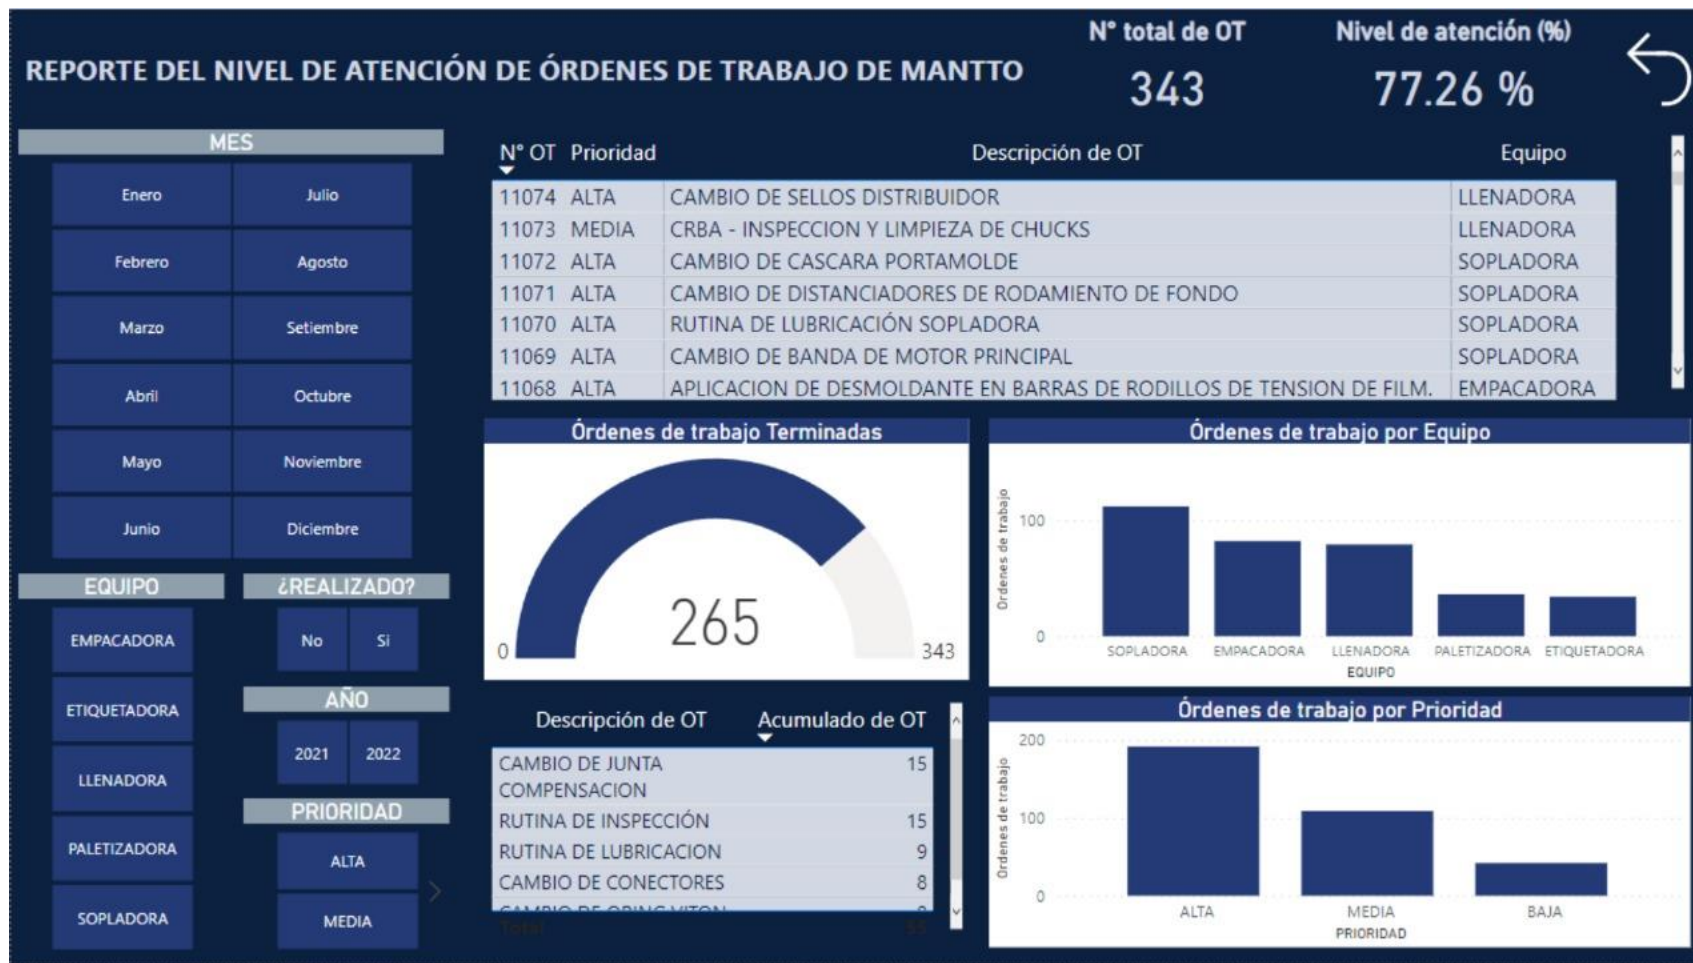 REPORTE DEL NIVEL DE ATENCIÓN DE ÓRDENES DE TRABAJO DE MANTTO
N° total de OT
343
Nivel de atención (%)
77.26 %
MES
Enero Julio
Febrero Agosto
Marzo Setiembre
Abril Octubre
Mayo Noviembre
Junio Diciembre
EQUIPO
EMPACADORA
ETIQUETADORA
LLENADORA
PALETIZADORA
SOPLADORA
¿REALIZADO?
No Si
AÑO
2021 2022
PRIORIDAD
ALTA
MEDIA
N° OT Prioridad Descripción de OT Equipo
11074 ALTA CAMBIO DE SELLOS DISTRIBUIDOR LLENADORA
11073 MEDIA CRBA - INSPECCION Y LIMPIEZA DE CHUCKS LLENADORA
11072 ALTA CAMBIO DE CASCARA PORTAMOLDE SOPLADORA
11071 ALTA CAMBIO DE DISTANCIADORES DE RODAMIENTO DE FONDO SOPLADORA
11070 ALTA RUTINA DE LUBRICACIÓN SOPLADORA SOPLADORA
11069 ALTA CAMBIO DE BANDA DE MOTOR PRINCIPAL SOPLADORA
11068 ALTA APLICACION DE DESMOLDANTE EN BARRAS DE RODILLOS DE TENSION DE FILM. EMPACADORA
Órdenes de trabajo Terminadas
265
0 343
Descripción de OT Acumulado de OT
CAMBIO DE JUNTA 15
COMPENSACION
RUTINA DE INSPECCIÓN 15
RUTINA DE LUBRICACION 9
CAMBIO DE CONECTORES 8
CAMBIO DE
Total
Órdenes de trabajo por Equipo
Ordenes de trabajo
100
0
SOPLADORA EMPACADORA LLENADORA PALETIZADORA ETIQUETADORA
EQUIPO
Órdenes de trabajo por Prioridad
Ordenes de trabajo
200
100
0
ALTA MEDIA BAJA
PRIORIDAD